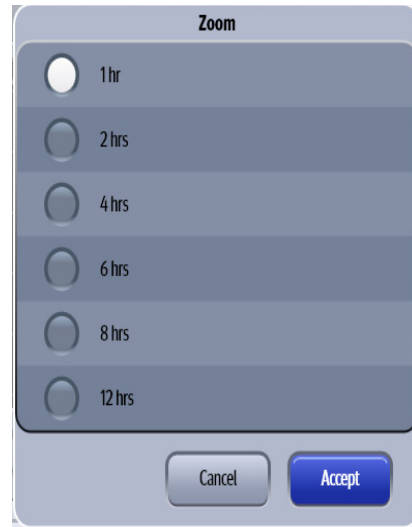 Zoom
1 hr
2 hrs
4 hrs
6 hrs
8 hrs
12 hrs
Cancel Accept